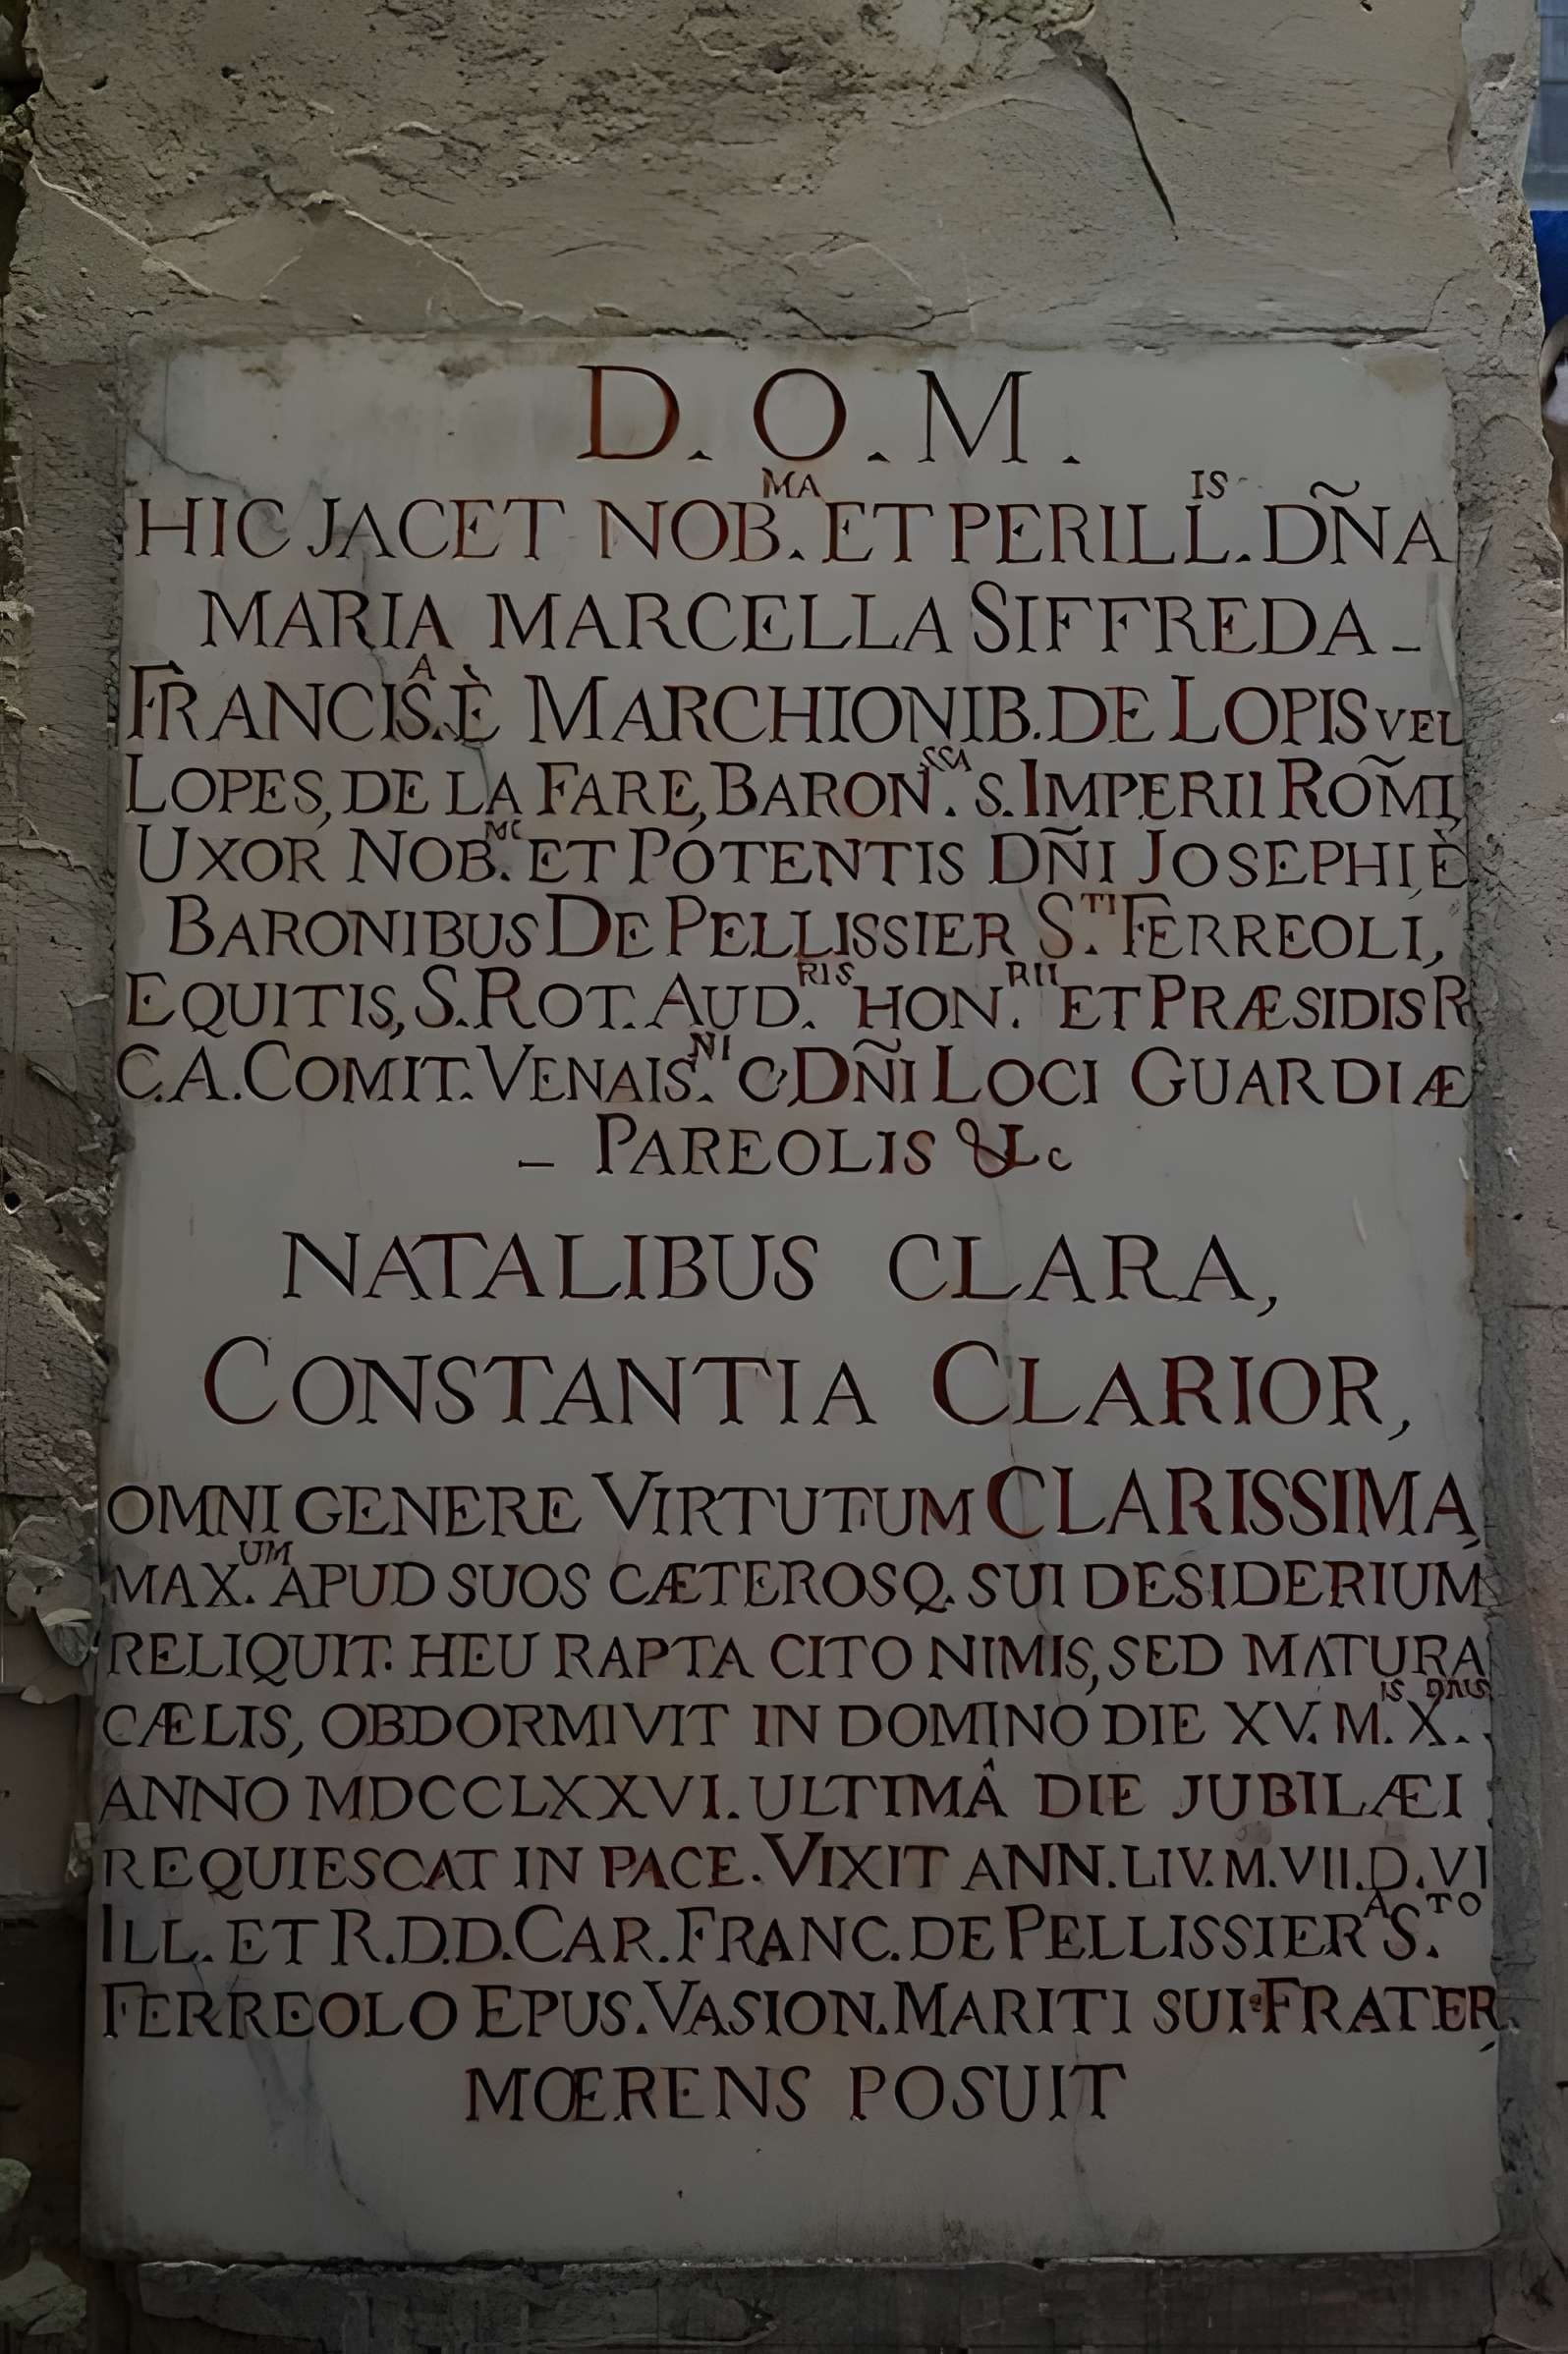 D. O. M.
HIC JACET NOB.MA ET PERILL.IS DÑA
MARIA MARCELLA SIFFREDA -
FRANCIS.Â È MARCHIONIB. DE LOPIS VEL
LOPES, DE LA FARE, BARON.SSA S. IMPERII ROM̃I,
UXOR NOB. ET POTENTIS DÑI JOSEPHI È
BARONIBUS DE PELLISSIER S.TI FERREOLI,
EQUITIS, S. ROT. AUD.RIS HON.RII ET PRÆSIDIS R.
C. A. COMIT. VENAIS.NI & DÑI LOCI GUARDIÆ
- PAREOLIS &c
NATALIBUS CLARA,
CONSTANTIA CLARIOR,
OMNI GENERE VIRTUTUM CLARISSIMA,
MAX.UM APUD SUOS CÆTEROSQ. SUI DESIDERIUM
RELIQUIT. HEU RAPTA CITO NIMIS, SED MATURA
CÆLIS, OBDORMIVIT IN DOMINO DIE XV. M.IS X.
ANNO MDCCLXXVI. ULTIMÂ DIE JUBILÆI
REQUIESCAT IN PACE. VIXIT ANN. LIV. M. VII. D. VI
ILL. ET R. D. D. CAR. FRANC. DE PELLISSIER A S.TO
FERREOLO EPUS. VASION. MARITI SUI FRATER,
MŒRENS POSUIT